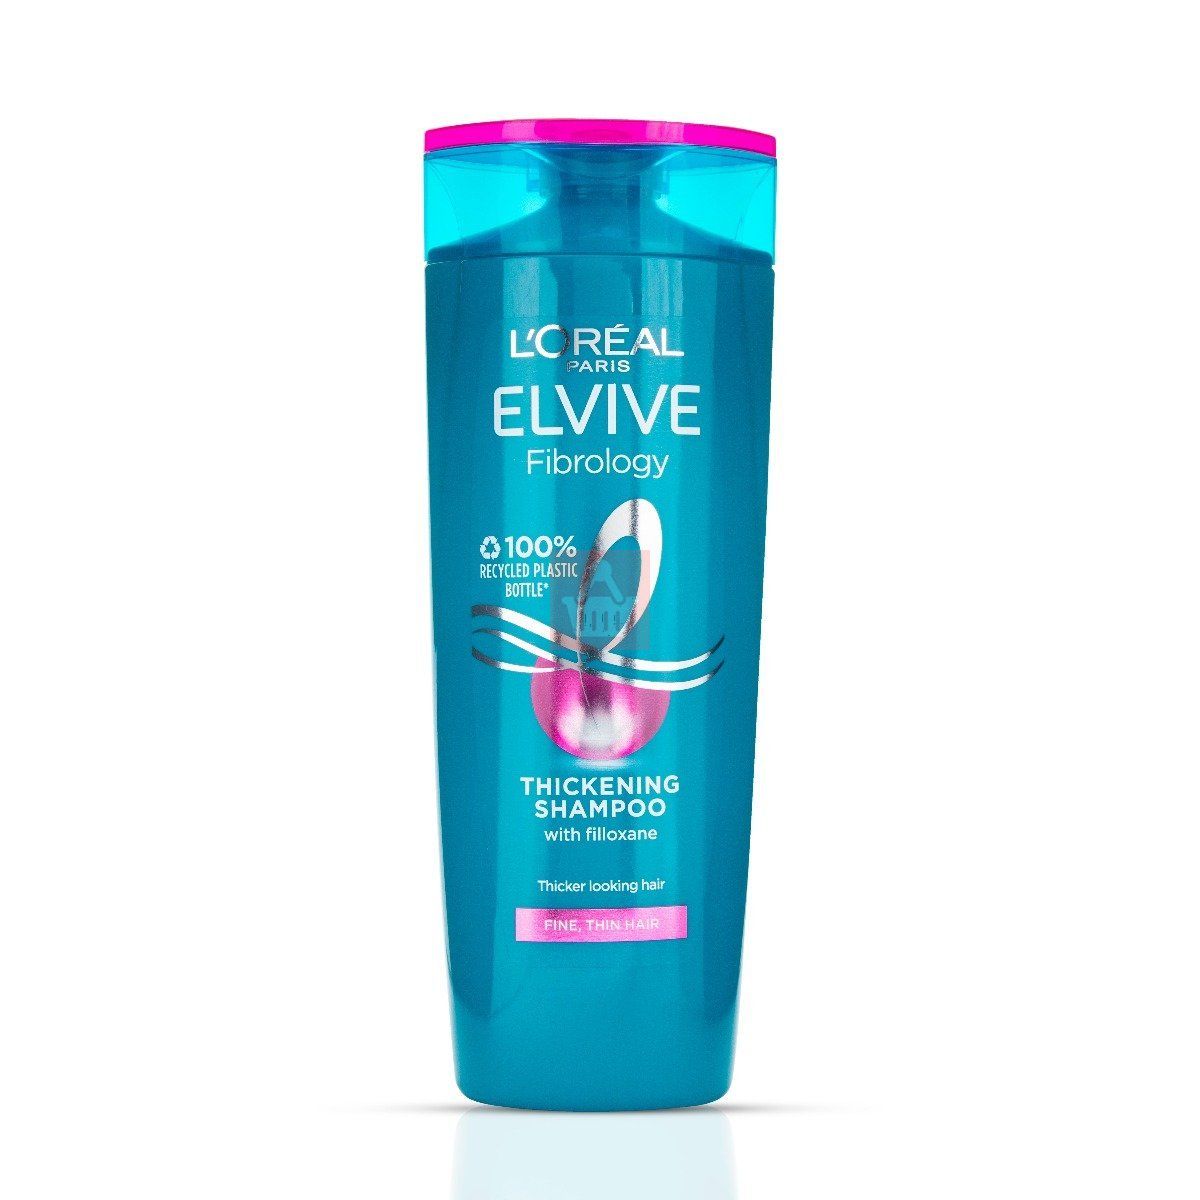 L'ORÉAL
PARIS
ELVIVE
Fibrology
100%
RECYCLED PLASTIC
BOTTLE*
THICKENING
SHAMPOO
with filloxane
Thicker looking hair
FINE, THIN HAIR